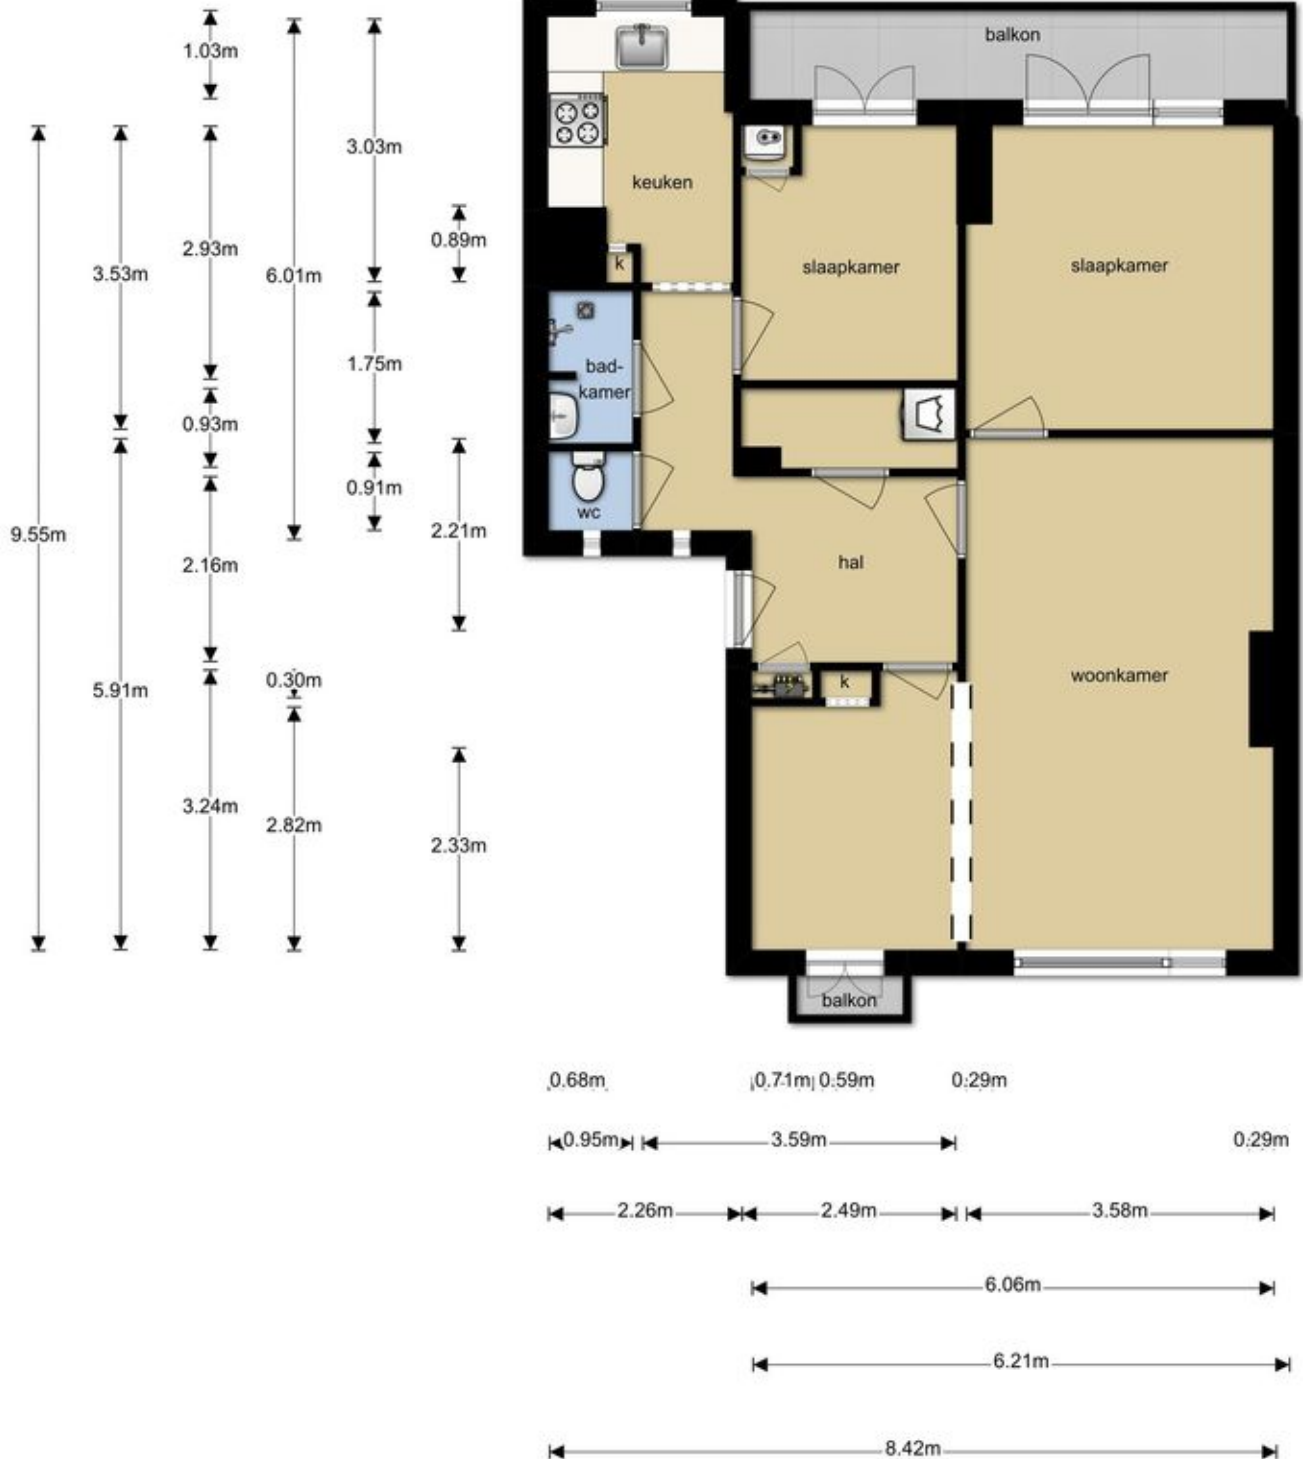 balkon
1.03m
3.03m
keuken
0.89m
2.93m
3.53m
6.01m
k
slaapkamer
slaapkamer
1.75m
bad-
kamer
0.93m
0.91m
wc
2.21m
9.55m
2.16m
hal
5.91m
0.30m
k
woonkamer
3.24m
2.82m
2.33m
balkon
0.68m 0.71m 0.59m 0.29m
0.95m 3.59m 0.29m
2.26m 2.49m 3.58m
6.06m
6.21m
8.42m